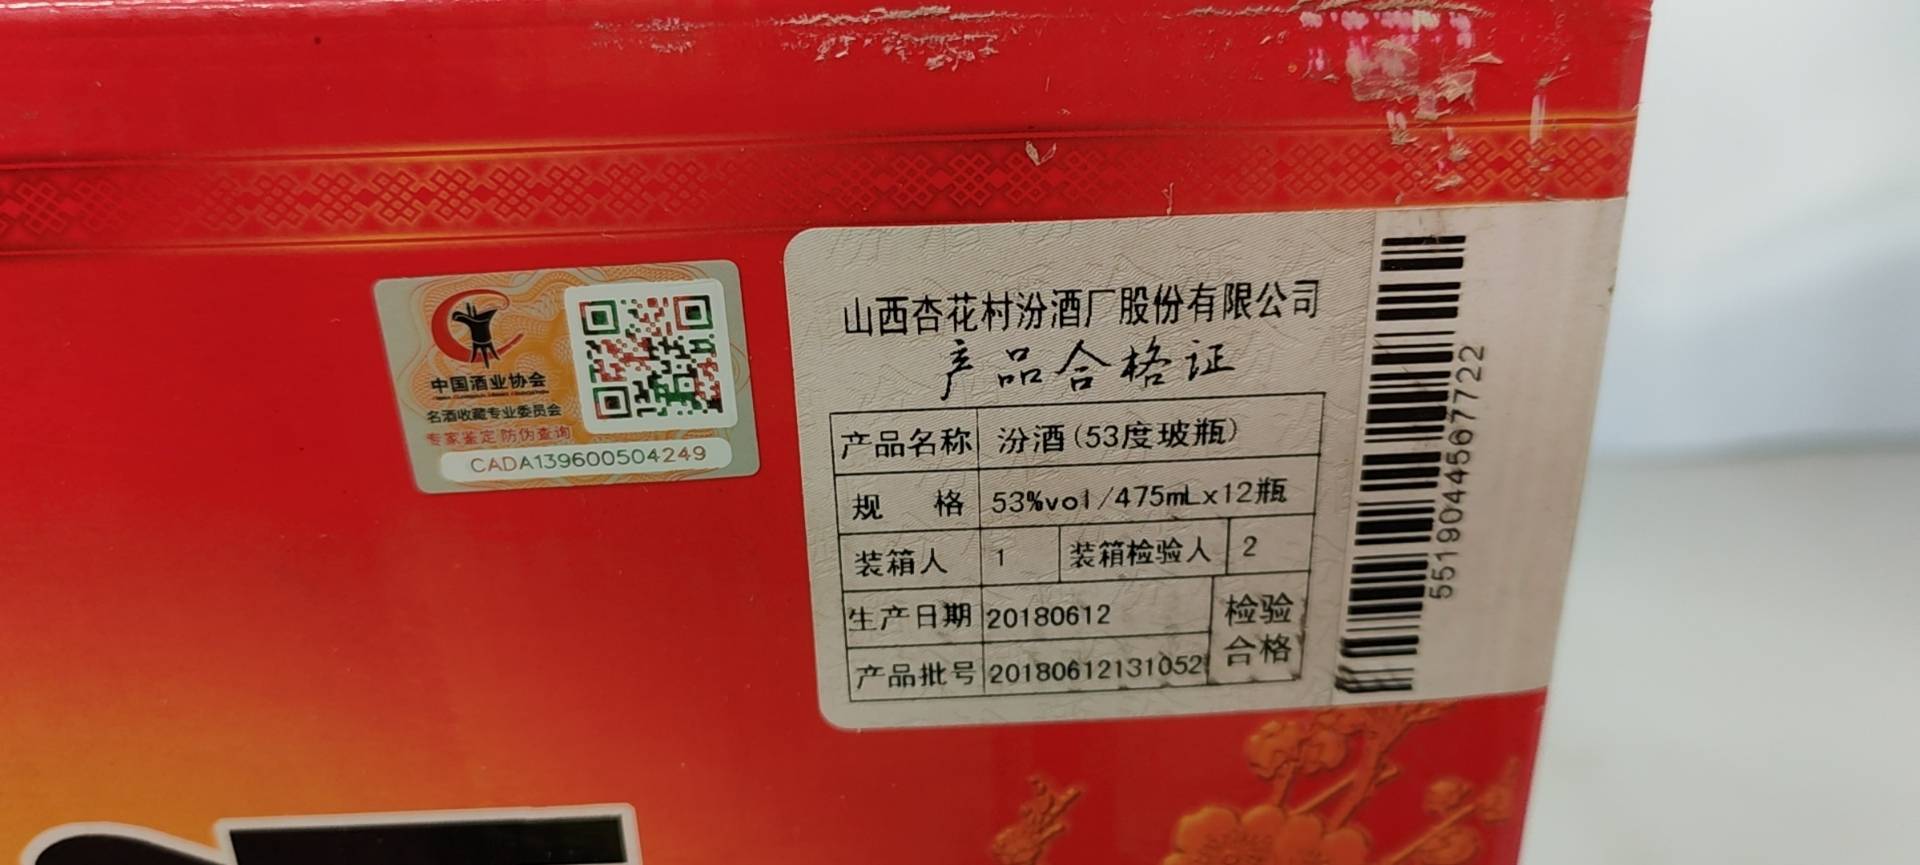 中国酒业协会
名酒收藏专业委员会
专家鉴定 防伪查询
CADA139600504249
山西杏花村汾酒厂股份有限公司
产品合格证
产品名称 汾酒(53度玻瓶)
规 格 53%vol/475mLx12瓶
装箱人 1 装箱检验人 2
生产日期 20180612 检验
产品批号 20180612131052 合格
5519044567722